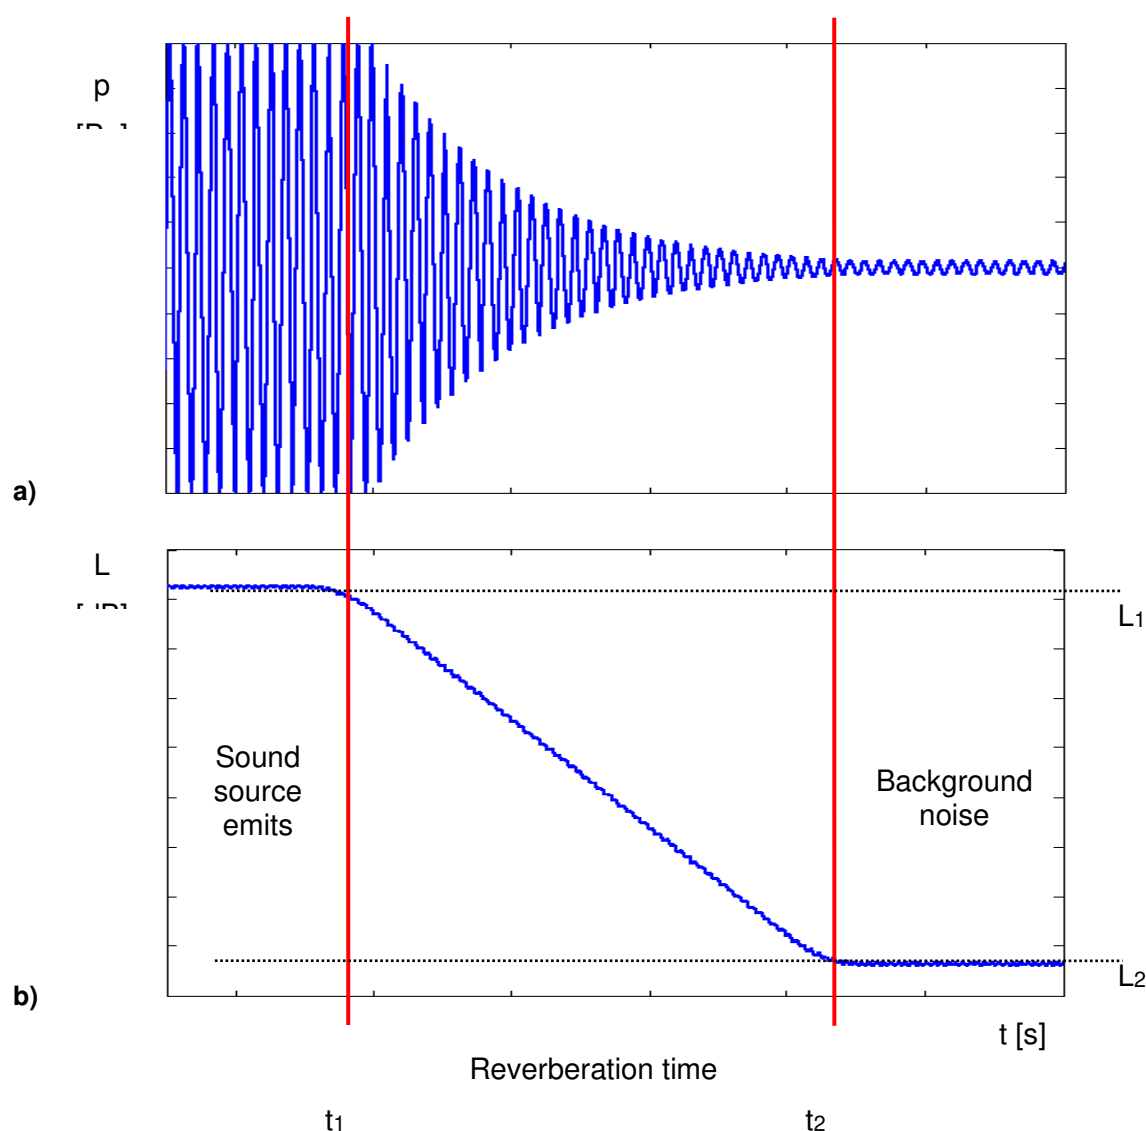 p
a)
L
L1
Sound
source
emits
Background
noise
L2
b)
t [s]
Reverberation time
t1
t2